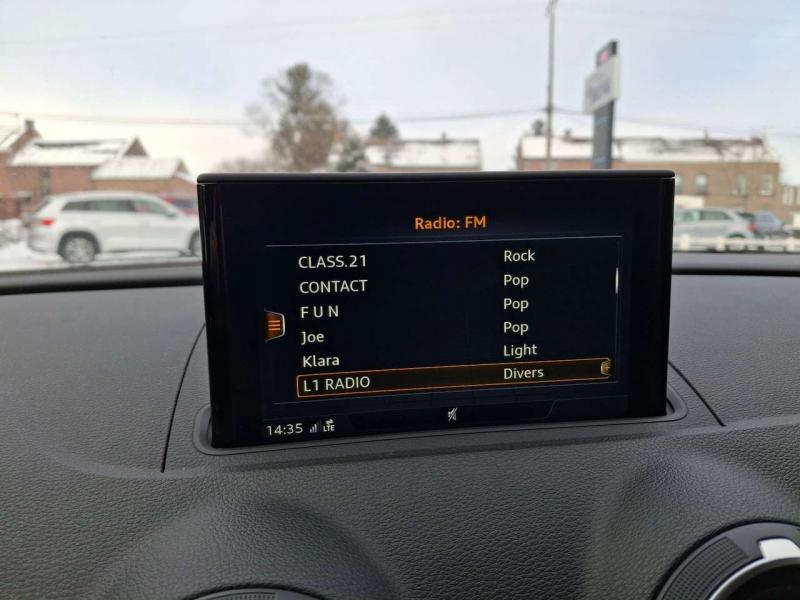 Radio: FM
CLASS.21 Rock
CONTACT Pop
F U N Pop
Joe Pop
Klara Light
L1 RADIO Divers
14:35 LTE